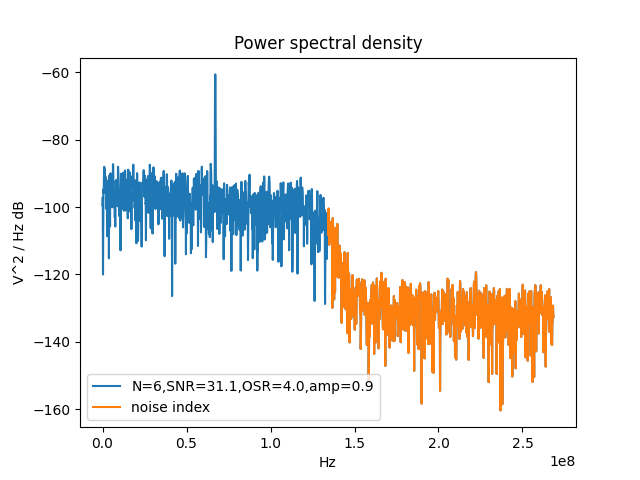 Power spectral density
V^2 / Hz dB
−60
−80
−100
−120
−140
−160
N=6,SNR=31.1,OSR=4.0,amp=0.9
noise index
0.0 0.5 1.0 1.5 2.0 2.5
1e8
Hz